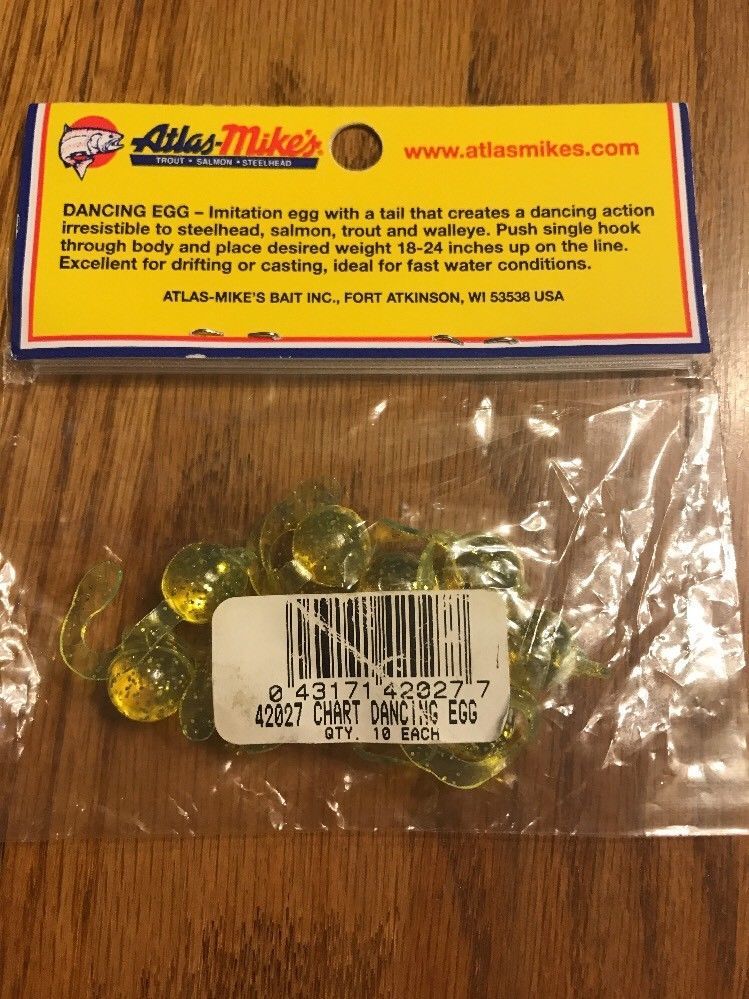 Atlas-Mike's
TROUT • SALMON • STEELHEAD
www.atlasmikes.com
DANCING EGG – Imitation egg with a tail that creates a dancing action
irresistible to steelhead, salmon, trout and walleye. Push single hook
through body and place desired weight 18-24 inches up on the line.
Excellent for drifting or casting, ideal for fast water conditions.
ATLAS-MIKE'S BAIT INC., FORT ATKINSON, WI 53538 USA
0 43171 42027 7
42027 CHART DANCING EGG
QTY. 10 EACH